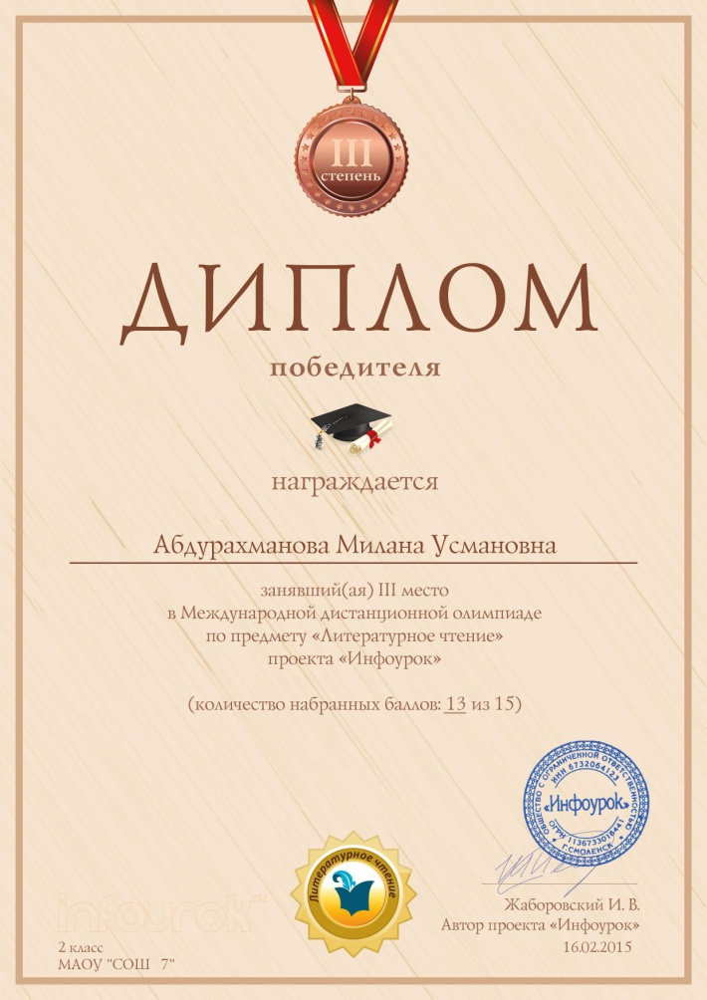 III
степень
ДИПЛОМ
победителя
награждается
Абдурахманова Милана Усмановна
занявший(ая) III место
в Международной дистанционной олимпиаде
по предмету «Литературное чтение»
проекта «Инфоурок»
(количество набранных баллов: 13 из 15)
ОБЩЕСТВО С ОГРАНИЧЕННОЙ ОТВЕТСТВЕННОСТЬЮ
ИНН 6732064123
«Инфоурок»
ОГРН 1136733016441
Г.СМОЛЕНСК
Литературное чтение
инфоурок
Жаборовский И. В.
Автор проекта «Инфоурок»
16.02.2015
2 класс
МАОУ "СОШ 7"